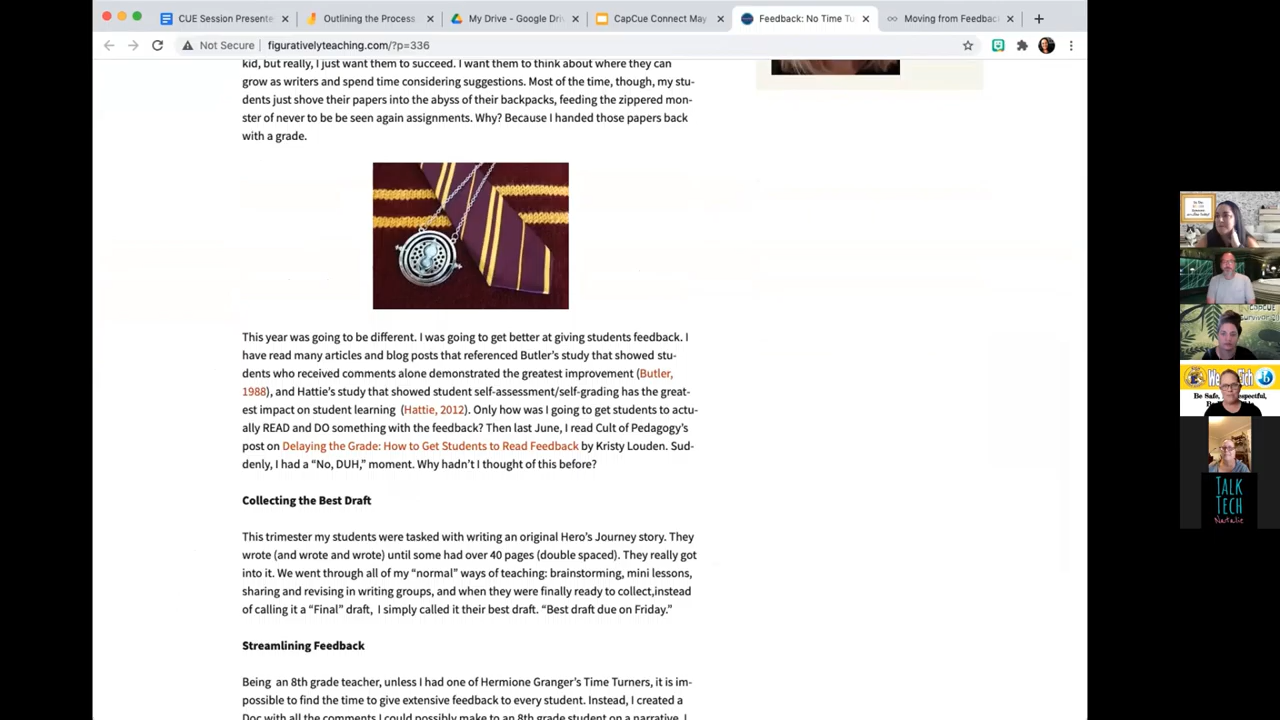 CUE Session Presente
Outlining the Process
My Drive - Google Dri
CapCue Connect May
Feedback: No Time Tu
Moving from Feedbac
Not Secure
figurativelyteaching.com/?p=336
kid, but really, I just want them to succeed. I want them to think about where they can
grow as writers and spend time considering suggestions. Most of the time, though, my stu-
dents just shove their papers into the abyss of their backpacks, feeding the zippered mon-
ster of never to be be seen again assignments. Why? Because I handed those papers back
with a grade.
This year was going to be different. I was going to get better at giving students feedback. I
have read many articles and blog posts that referenced Butler's study that showed stu-
dents who received comments alone demonstrated the greatest improvement (Butler,
1988), and Hattie's study that showed student self-assessment/self-grading has the great-
est impact on student learning (Hattie, 2012). Only how was I going to get students to actu-
ally READ and DO something with the feedback? Then last June, I read Cult of Pedagogy's
post on Delaying the Grade: How to Get Students to Read Feedback by Kristy Louden. Sud-
denly, I had a “No, DUH,” moment. Why hadn't I thought of this before?
Collecting the Best Draft
This trimester my students were tasked with writing an original Hero's Journey story. They
wrote (and wrote and wrote) until some had over 40 pages (double spaced). They really got
into it. We went through all of my “normal” ways of teaching: brainstorming, mini lessons,
sharing and revising in writing groups, and when they were finally ready to collect,instead
of calling it a “Final” draft, I simply called it their best draft. “Best draft due on Friday.”
Streamlining Feedback
Being an 8th grade teacher, unless I had one of Hermione Granger's Time Turners, it is im-
possible to find the time to give extensive feedback to every student. Instead, I created a
Doc with all the comments I could possibly make to an 8th grade student on a narrative. I
TALK
TECH
Natalie